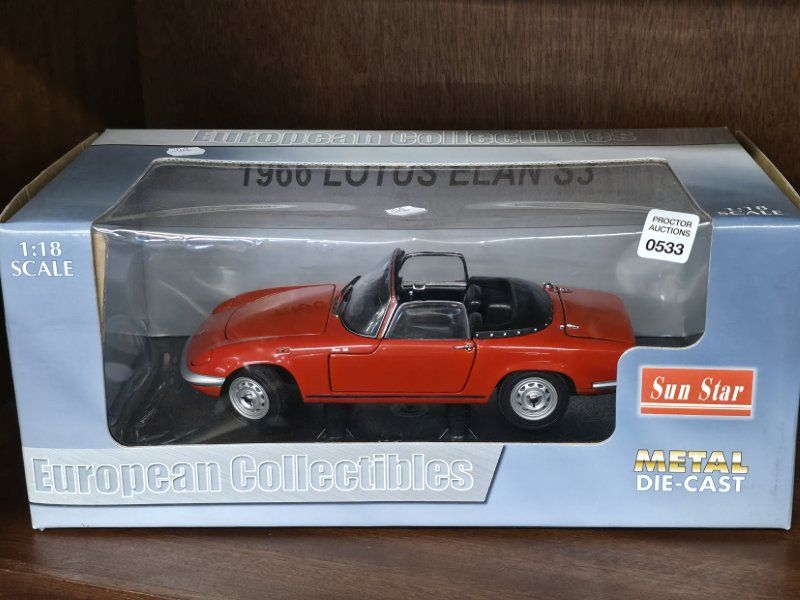 European Collectibles
1966 LOTUS ELAN S3
1:18
SCALE
1:18
SCALE
PROCTOR
AUCTIONS
0533
Sun Star
METAL
DIE-CAST
European Collectibles